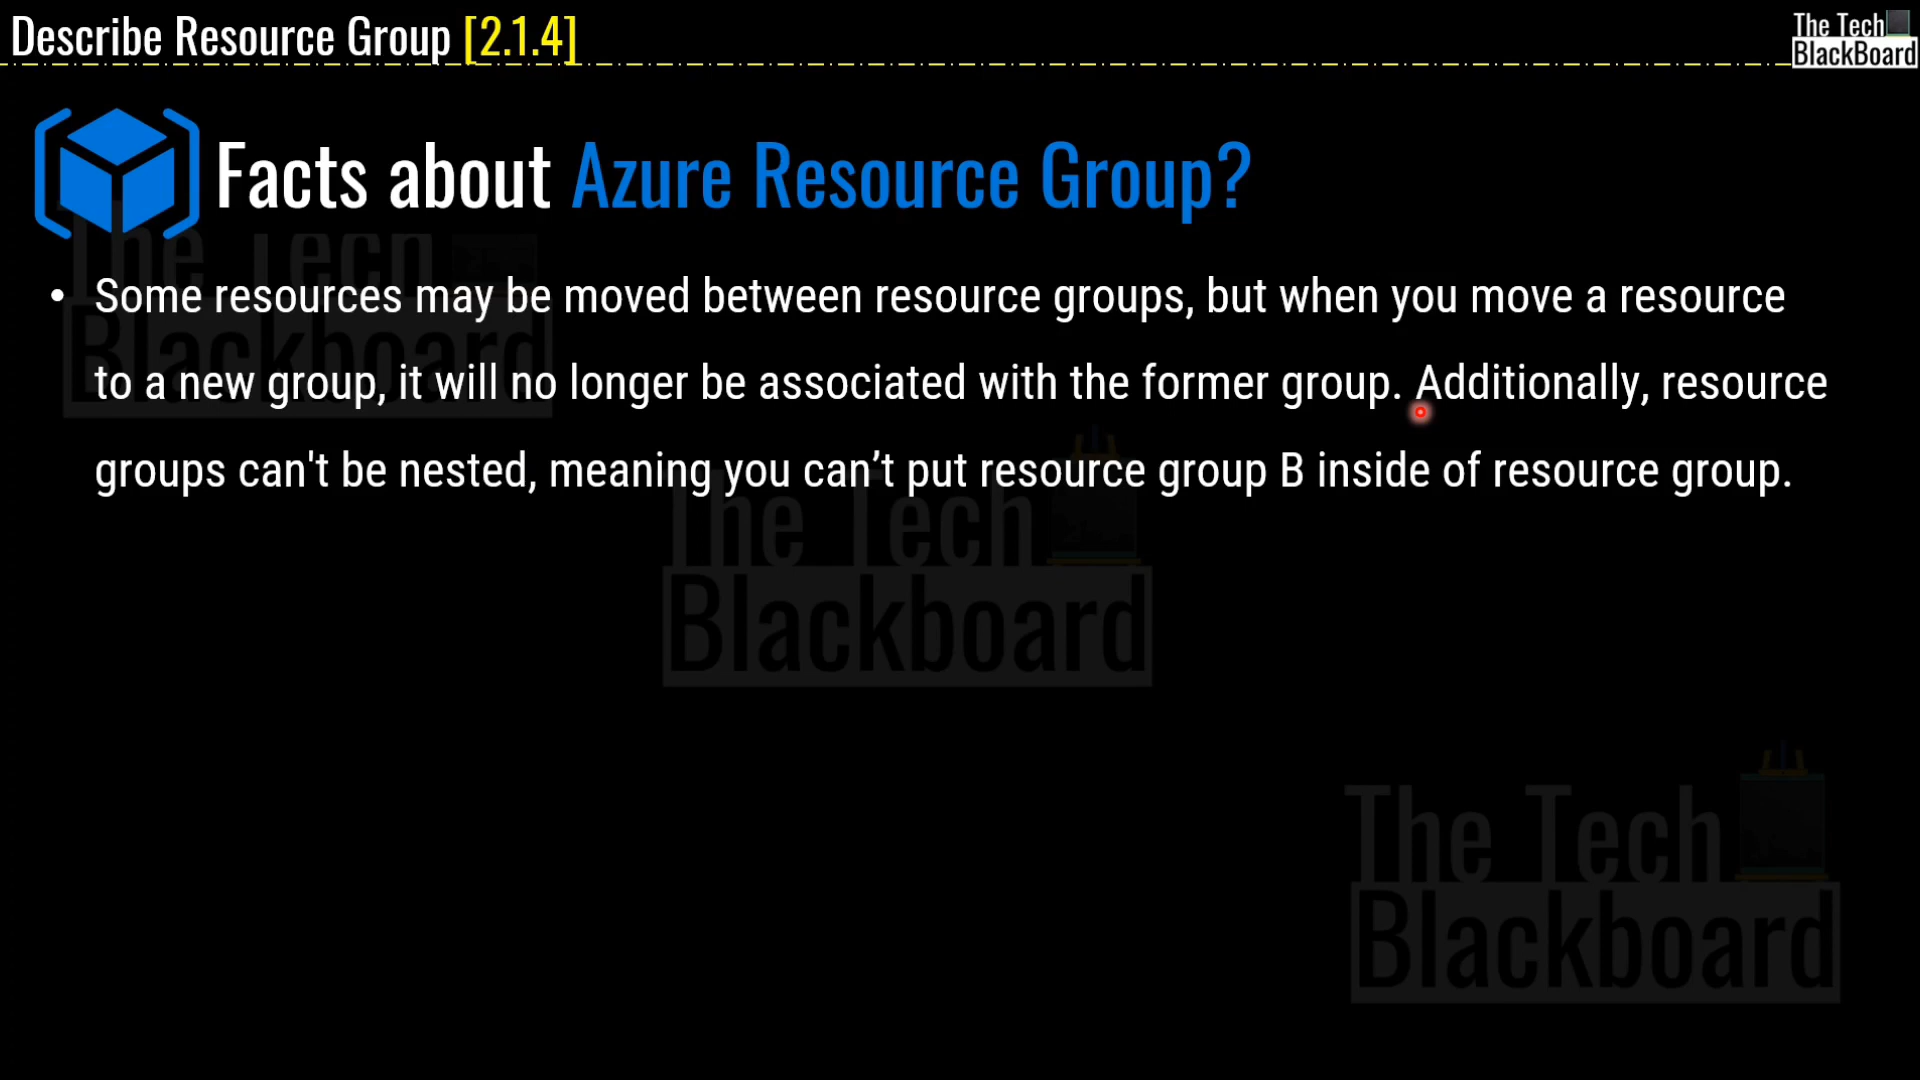 Describe Resource Group [2.1.4]
The Tech
BlackBoard
Facts about Azure Resource Group?
• Some resources may be moved between resource groups, but when you move a resource
to a new group, it will no longer be associated with the former group. Additionally, resource
groups can't be nested, meaning you can’t put resource group B inside of resource group.
The Tech
Blackboard
The Tech
Blackboard
The Tech
Blackboard